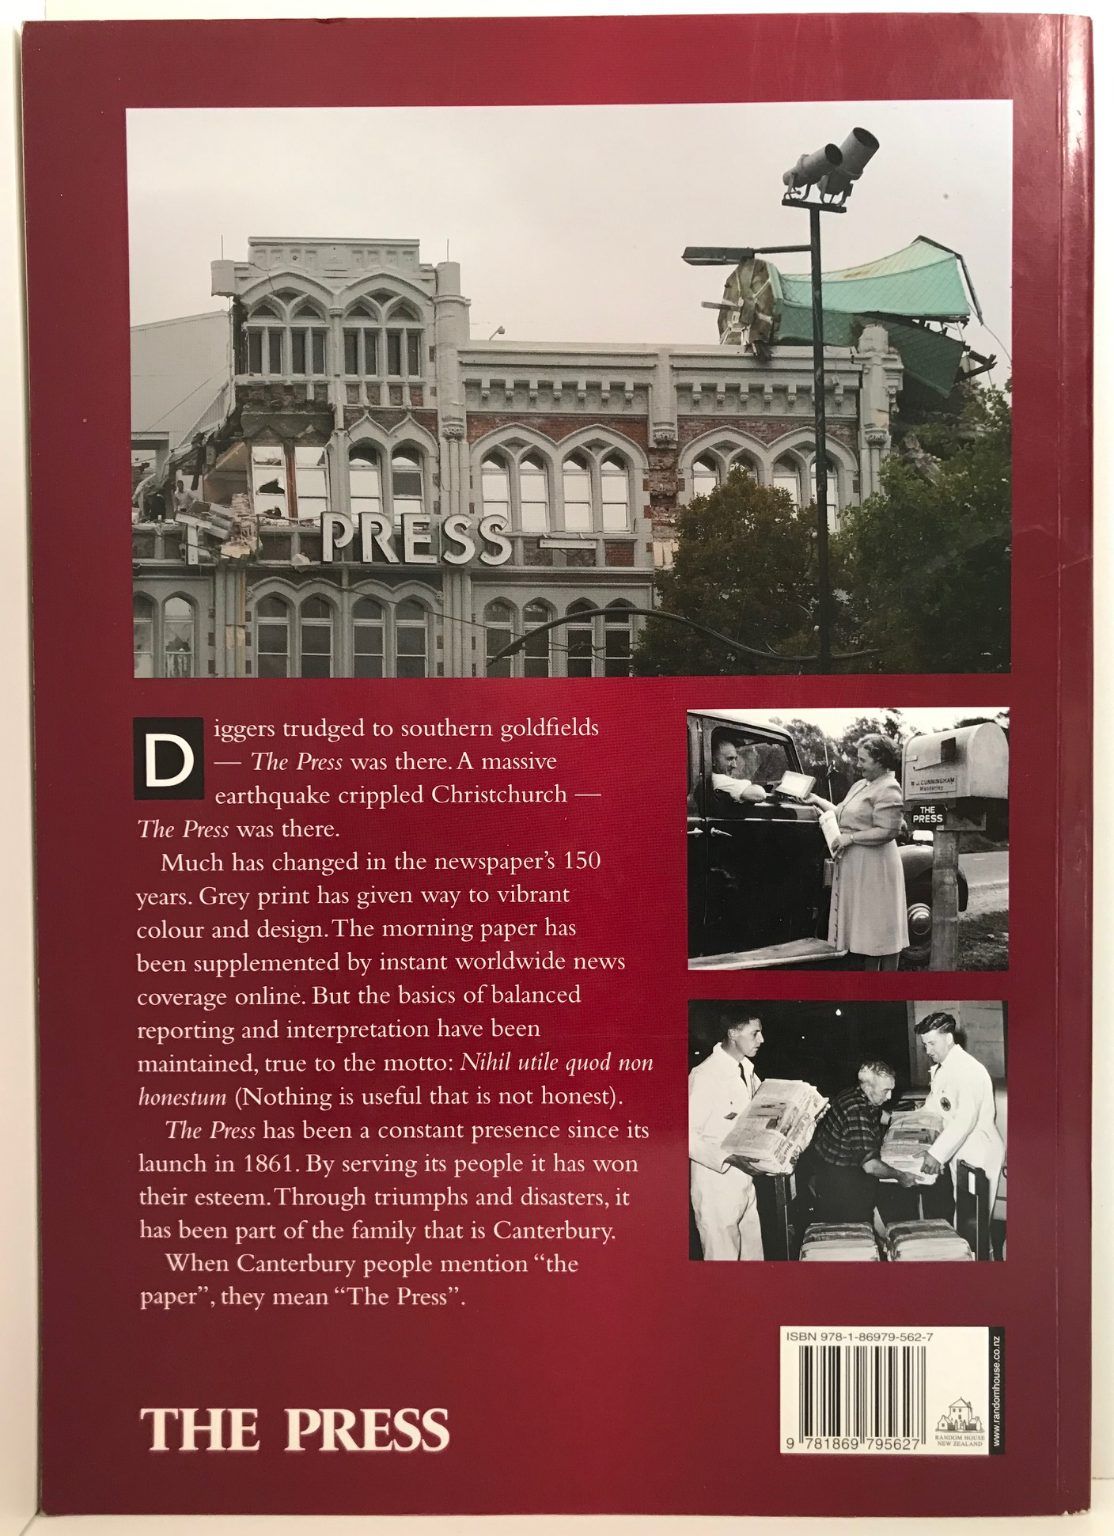 PRESS
Diggers trudged to southern goldfields
— The Press was there. A massive
earthquake crippled Christchurch —
The Press was there.
Much has changed in the newspaper's 150
years. Grey print has given way to vibrant
colour and design. The morning paper has
been supplemented by instant worldwide news
coverage online. But the basics of balanced
reporting and interpretation have been
maintained, true to the motto: Nihil utile quod non
honestum (Nothing is useful that is not honest).
The Press has been a constant presence since its
launch in 1861. By serving its people it has won
their esteem. Through triumphs and disasters, it
has been part of the family that is Canterbury.
When Canterbury people mention “the
paper”, they mean “The Press”.
CUNNINGHAM
THE
PRESS
THE PRESS
ISBN 978-1-86979-562-7
9 781869 795627
RANDOM HOUSE
NEW ZEALAND
www.randomhouse.co.nz